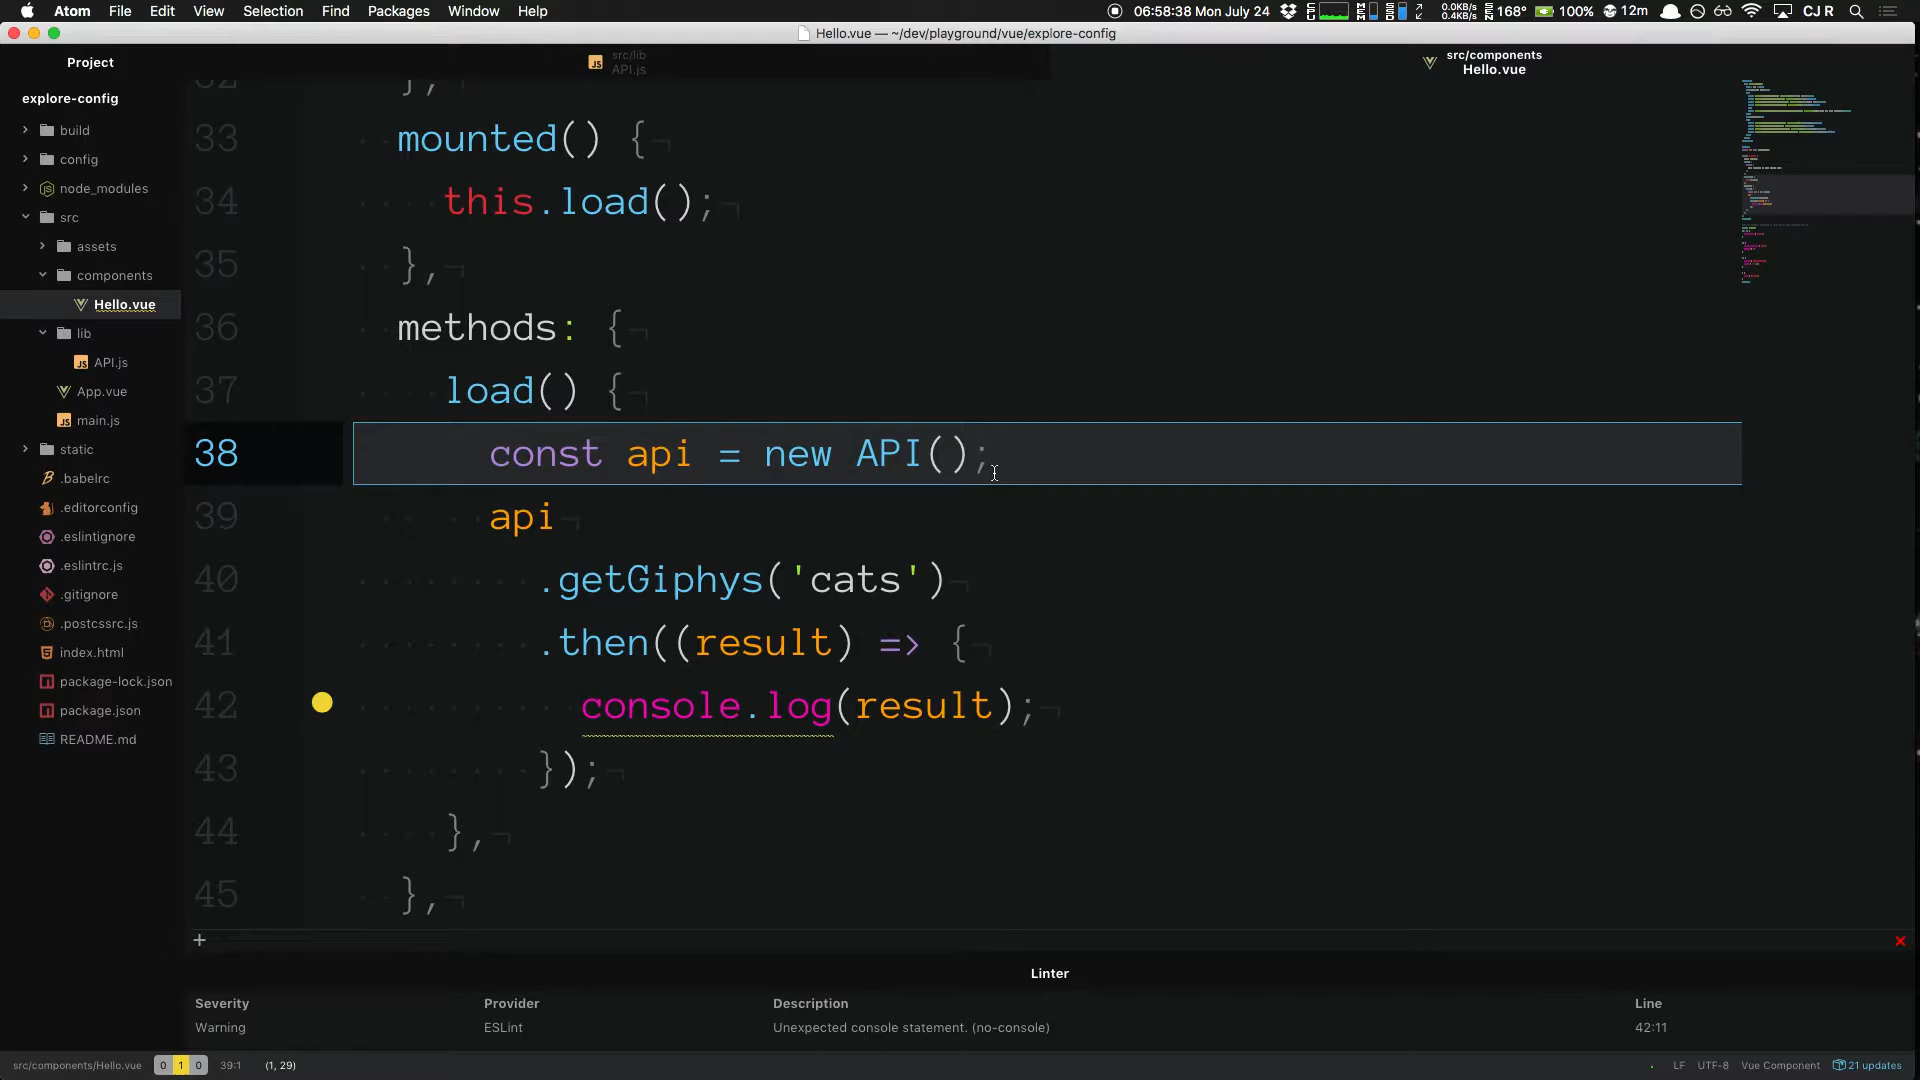 Atom File Edit View Selection Find Packages Window Help
06:58:38 Mon July 24 0.0KB/s 0.4KB/s 168° 100% 12m CJ R
Hello.vue — ~/dev/playground/vue/explore-config
Project
src/lib
API.js
src/components
Hello.vue
explore-config
build
config
node_modules
src
assets
components
Hello.vue
lib
API.js
App.vue
main.js
static
.babelrc
.editorconfig
.eslintignore
.eslintrc.js
.gitignore
.postcssrc.js
index.html
package-lock.json
package.json
README.md
32 },
33 mounted() {
34 this.load();
35 },
36 methods: {
37 load() {
38 const api = new API();
39 api
40 .getGiphys('cats')
41 .then((result) => {
42 console.log(result);
43 });
44 },
45 },
+
Linter
Severity Provider Description Line
Warning ESLint Unexpected console statement. (no-console) 42:11
src/components/Hello.vue 0 1 0 39:1 (1, 29) LF UTF-8 Vue Component 21 updates